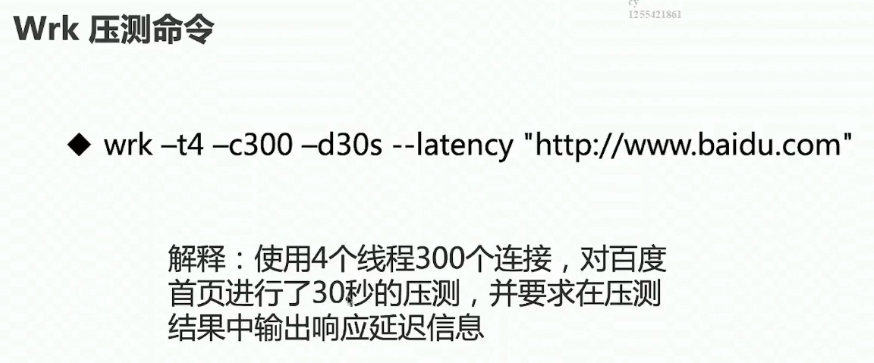 cy
1255421861
Wrk 压测命令
◆ wrk –t4 –c300 –d30s --latency "http://www.baidu.com"
解释：使用4个线程300个连接，对百度
首页进行了30秒的压测，并要求在压测
结果中输出响应延迟信息